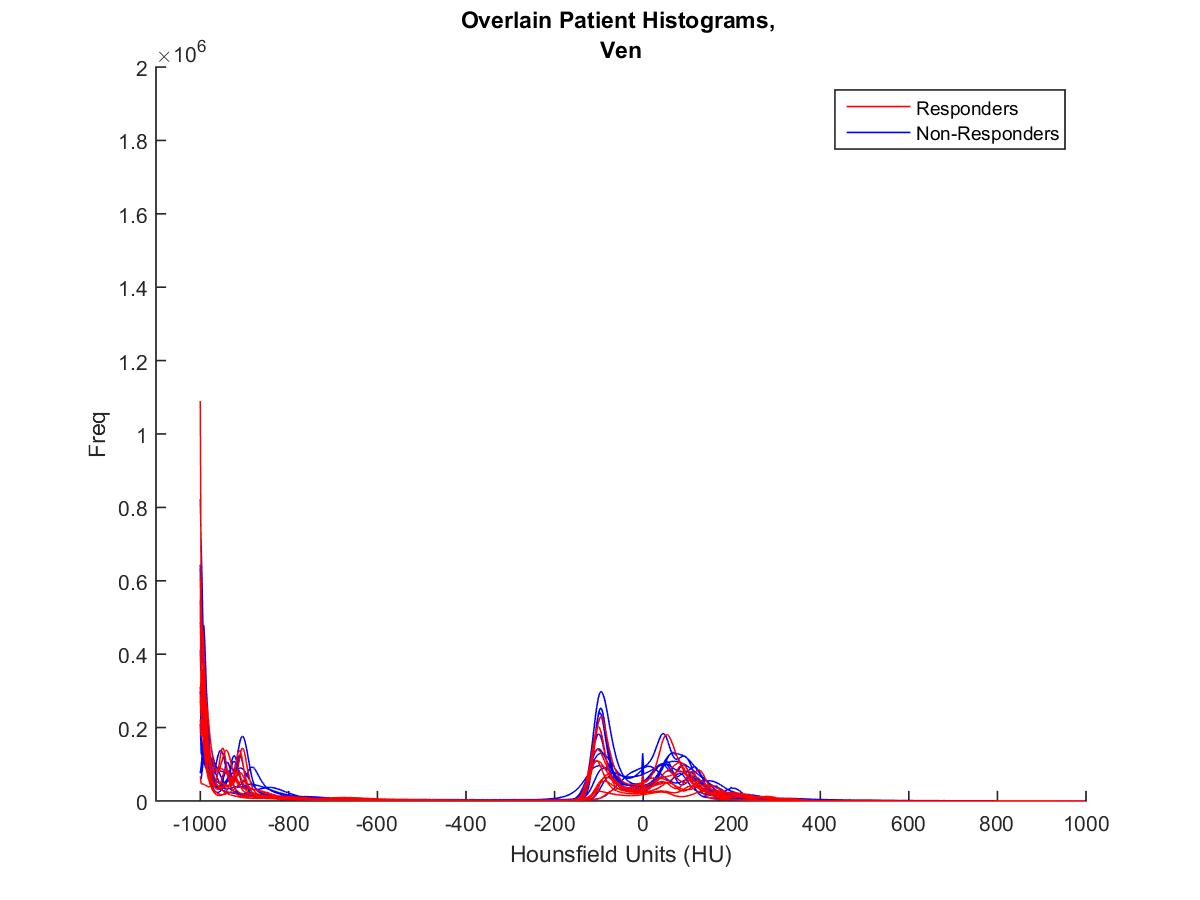 Overlain Patient Histograms,
Ven
×10^6
2
1.8
1.6
1.4
1.2
1
0.8
0.6
0.4
0.2
0
Freq
Responders
Non-Responders
-1000 -800 -600 -400 -200 0 200 400 600 800 1000
Hounsfield Units (HU)